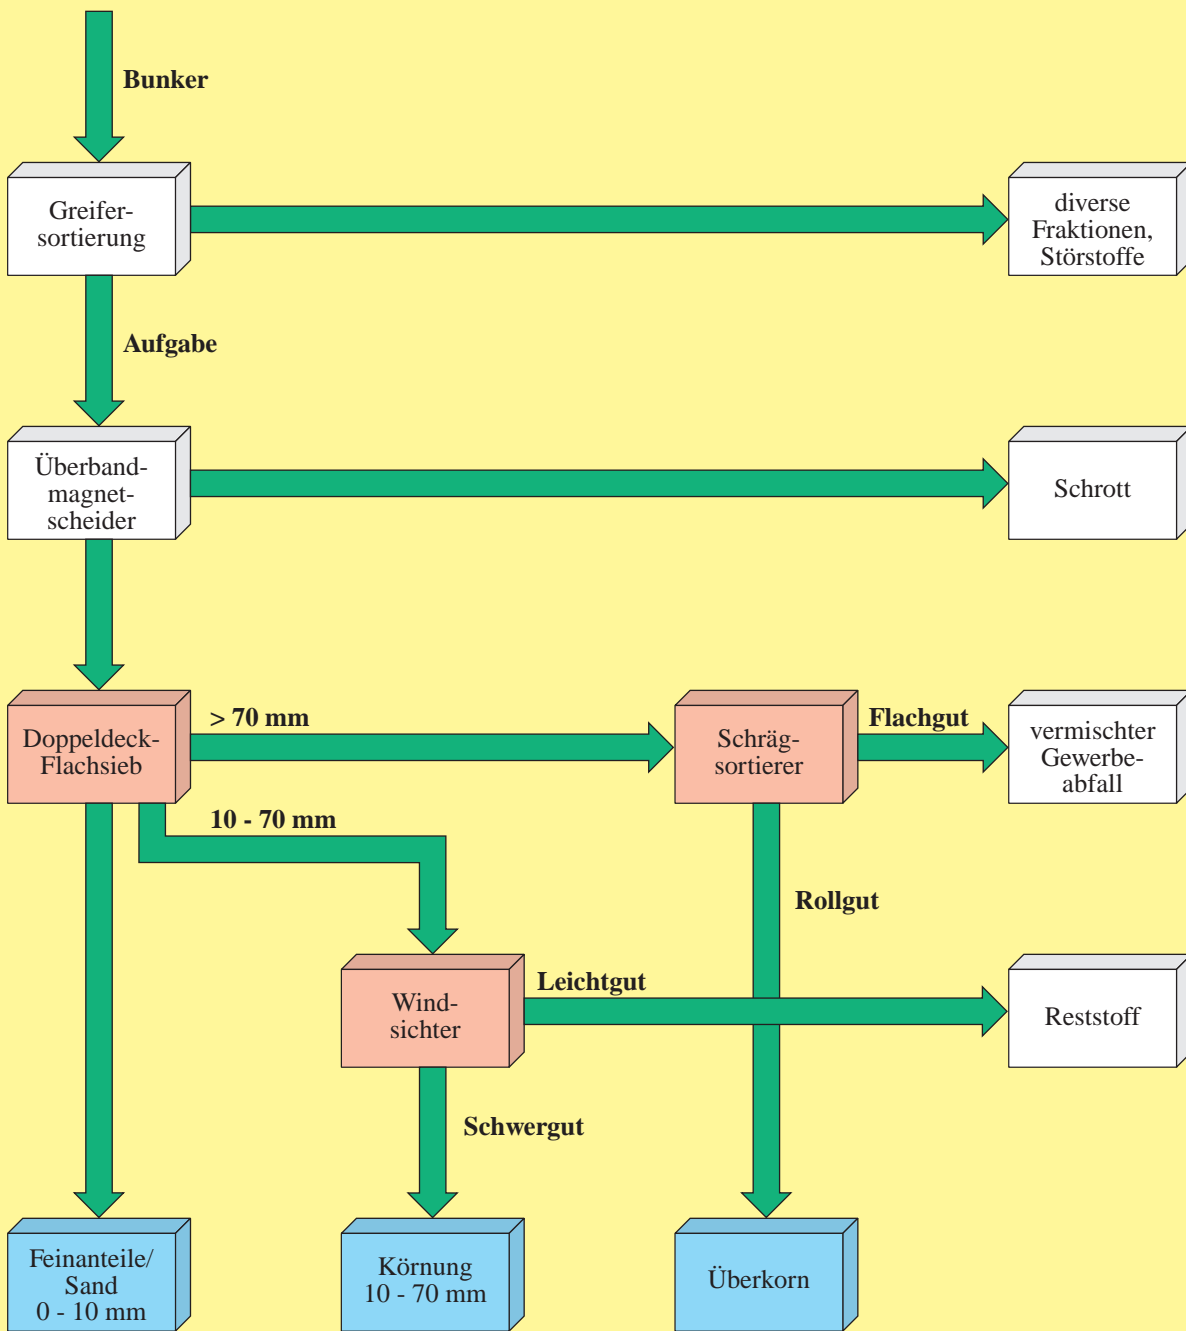 Bunker
Greifer-
sortierung
diverse
Fraktionen,
Störstoffe
Aufgabe
Überband-
magnet-
scheider
Schrott
Doppeldeck-
Flachsieb
> 70 mm
Schräg-
sortierer
Flachgut
vermischter
Gewerbe-
abfall
10 - 70 mm
Rollgut
Wind-
sichter
Leichtgut
Reststoff
Schwergut
Feinanteile/
Sand
0 - 10 mm
Körnung
10 - 70 mm
Überkorn